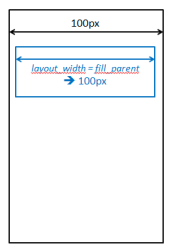 100px
layout_width = fill_parent
➔ 100px